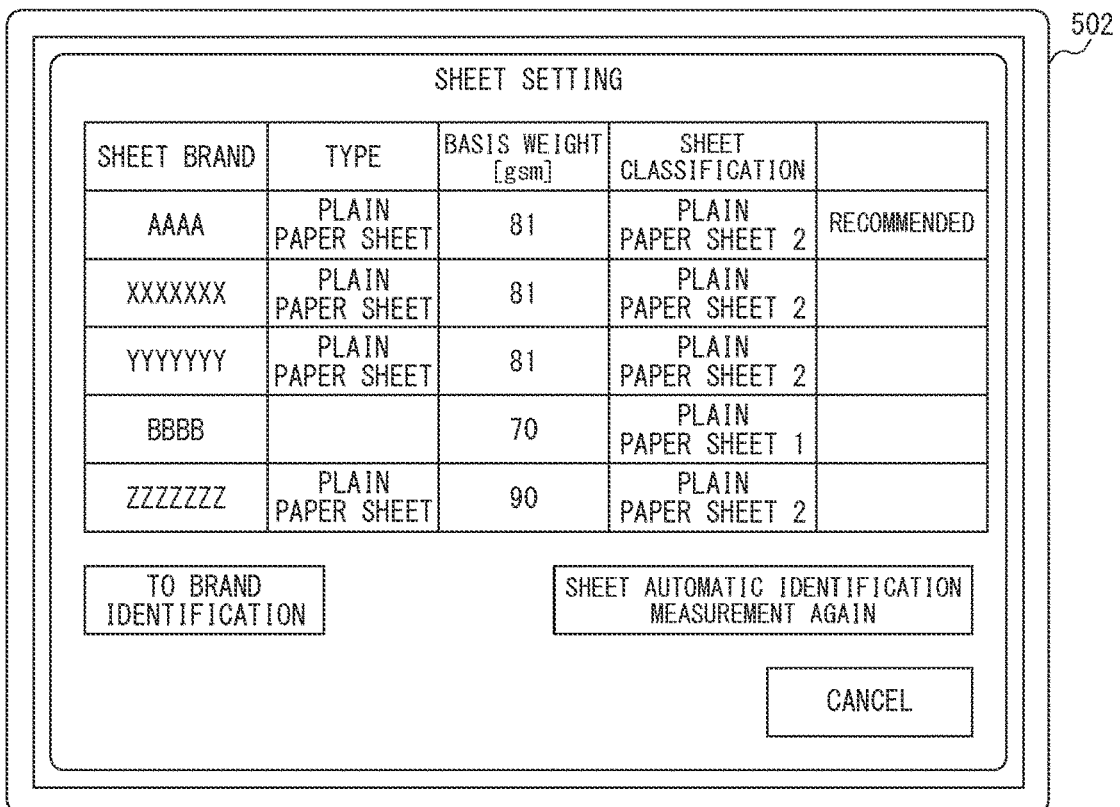 502
SHEET SETTING
SHEET BRAND TYPE BASIS WEIGHT [gsm] SHEET CLASSIFICATION
AAAA PLAIN PAPER SHEET 81 PLAIN PAPER SHEET 2 RECOMMENDED
XXXXXXX PLAIN PAPER SHEET 81 PLAIN PAPER SHEET 2
YYYYYYY PLAIN PAPER SHEET 81 PLAIN PAPER SHEET 2
BBBB 70 PLAIN PAPER SHEET 1
ZZZZZZZ PLAIN PAPER SHEET 90 PLAIN PAPER SHEET 2
TO BRAND
IDENTIFICATION
SHEET AUTOMATIC IDENTIFICATION
MEASUREMENT AGAIN
CANCEL